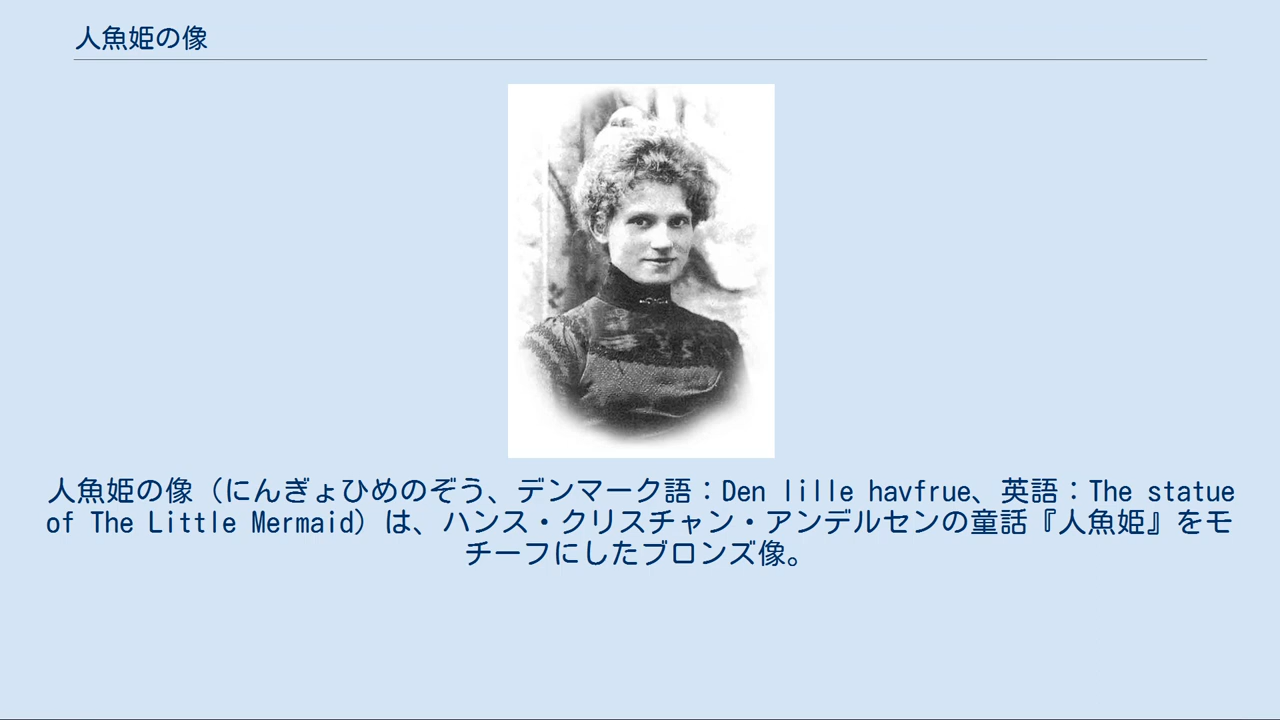 人魚姫の像
人魚姫の像（にんぎょひめのぞう、デンマーク語：Den lille havfrue、英語：The statue
of The Little Mermaid）は、ハンス・クリスチャン・アンデルセンの童話『人魚姫』をモ
チーフにしたブロンズ像。